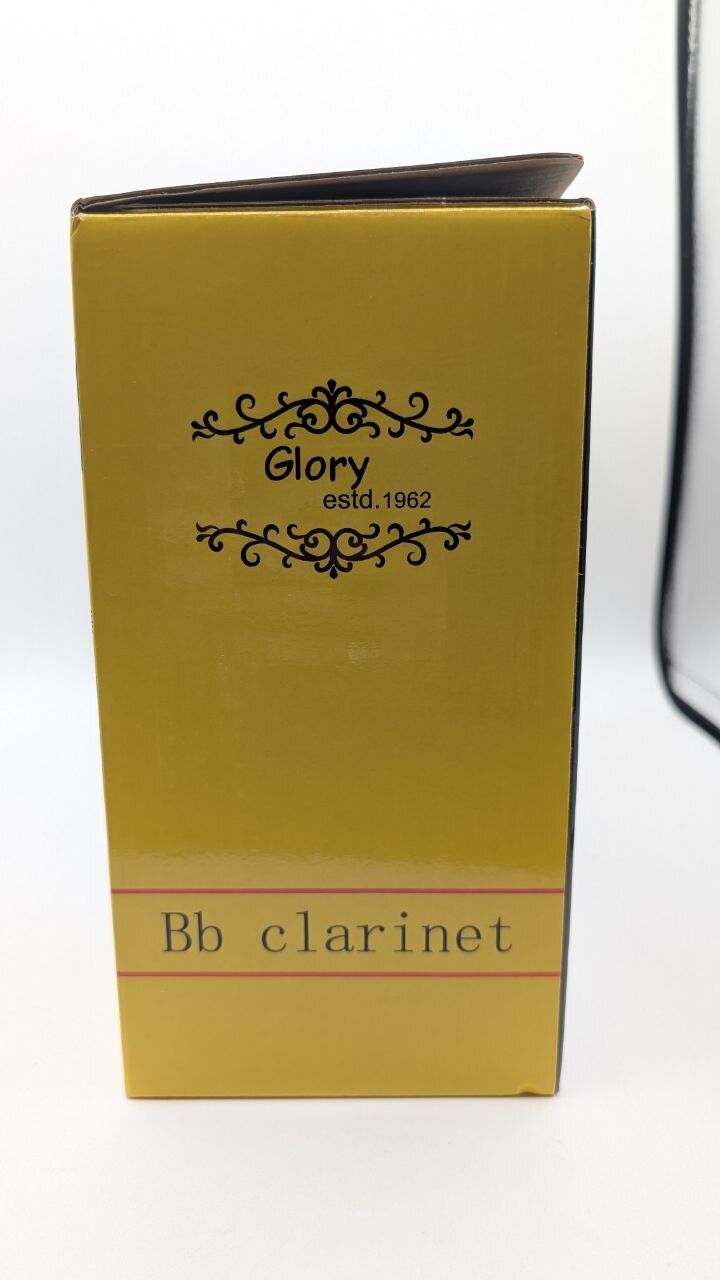 Glory
estd.1962
Bb clarinet